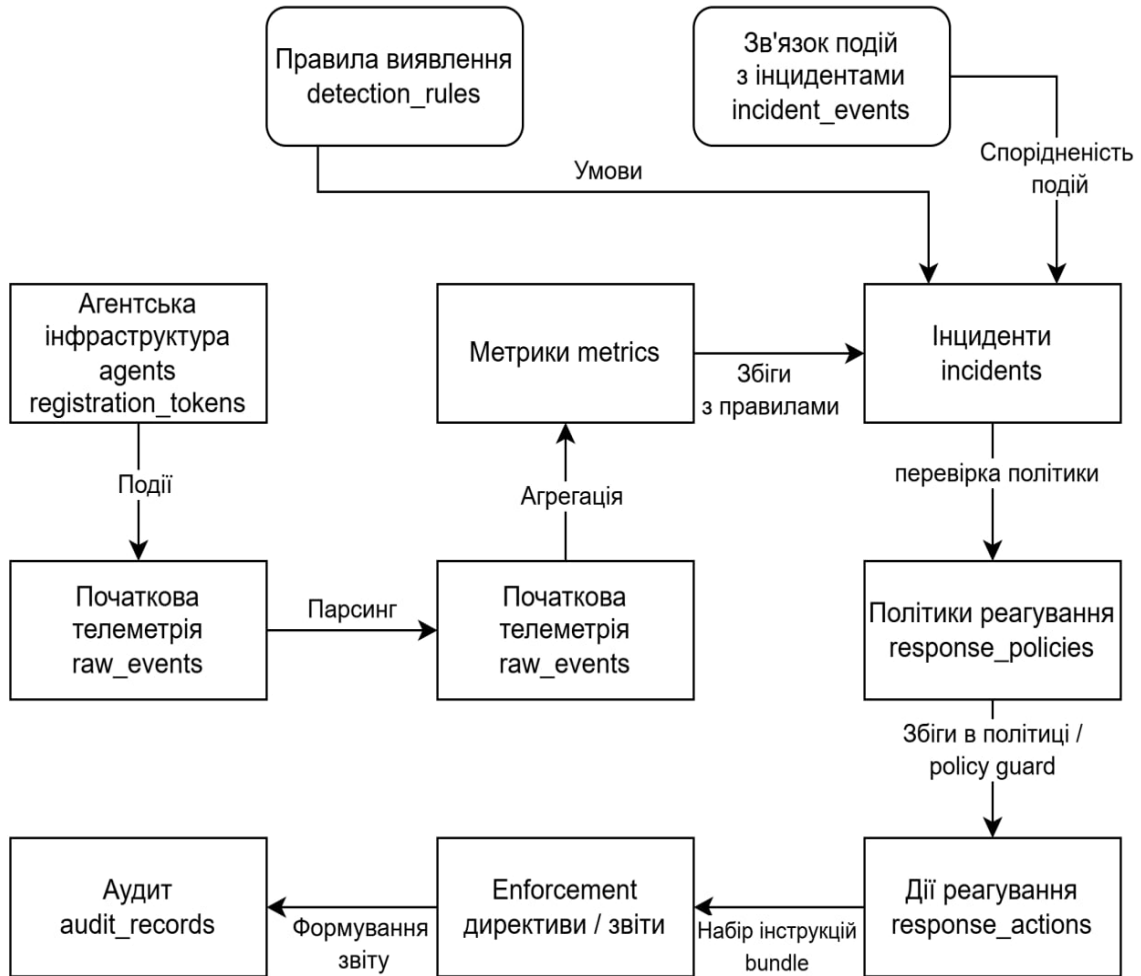 Правила виявлення
detection_rules
Зв'язок подій
з інцидентами
incident_events
Умови
Спорідненість
подій
Агентська
інфраструктура
agents
registration_tokens
Метрики metrics
Збіги
з правилами
Інциденти
incidents
Події
Агрегація
перевірка політики
Початкова
телеметрія
raw_events
Парсинг
Початкова
телеметрія
raw_events
Політики реагування
response_policies
Збіги в політиці /
policy guard
Аудит
audit_records
Формування
звіту
Enforcement
директиви / звіти
Набір інструкцій
bundle
Дії реагування
response_actions